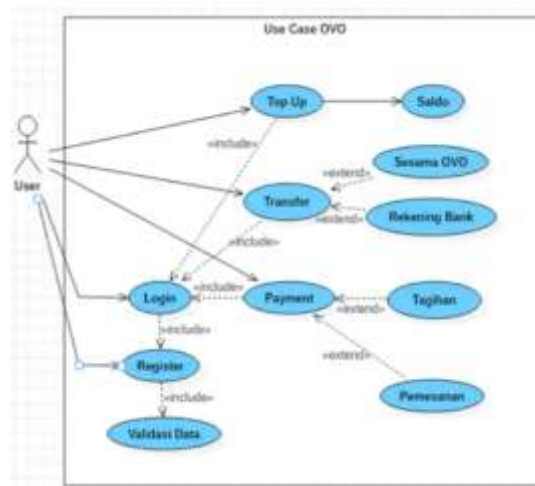 Use Case OVO
Top Up
Saldo
«include»
Sesama OVO
«extend»
User
Transfer
Rekening Bank
«extend»
«include»
Login
«include»
Payment
«extend»
Tagihan
«include»
«extend»
Register
Pemesanan
«include»
Validasi Data